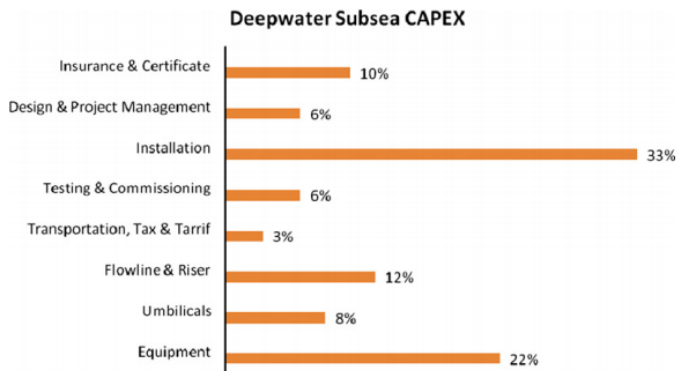 Deepwater Subsea CAPEX
Insurance & Certificate 10%
Design & Project Management 6%
Installation 33%
Testing & Commissioning 6%
Transportation, Tax & Tarrif 3%
Flowline & Riser 12%
Umbilicals 8%
Equipment 22%